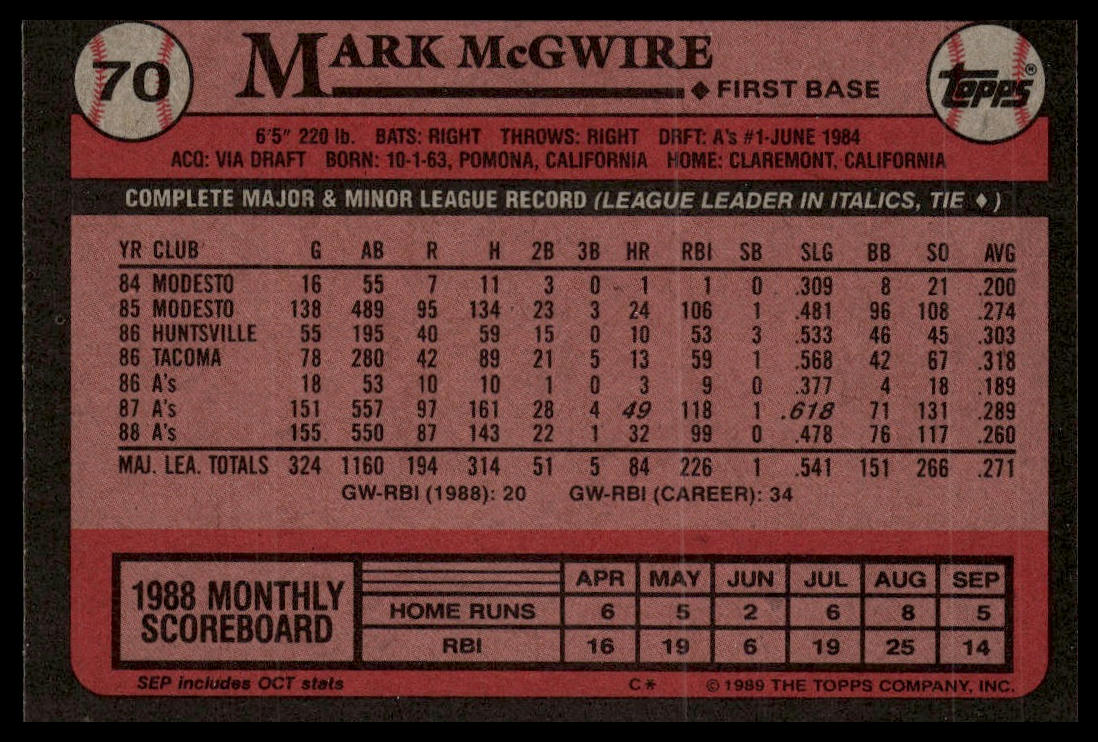 70
MARK McGWIRE
◆ FIRST BASE
topps®
6'5" 220 lb. BATS: RIGHT THROWS: RIGHT DRFT: A's #1-JUNE 1984
ACQ: VIA DRAFT BORN: 10-1-63, POMONA, CALIFORNIA HOME: CLAREMONT, CALIFORNIA
COMPLETE MAJOR & MINOR LEAGUE RECORD (LEAGUE LEADER IN ITALICS, TIE ♦)
YR CLUB G AB R H 2B 3B HR RBI SB SLG BB SO AVG
84 MODESTO 16 55 7 11 3 0 1 1 0 .309 8 21 .200
85 MODESTO 138 489 95 134 23 3 24 106 1 .481 96 108 .274
86 HUNTSVILLE 55 195 40 59 15 0 10 53 3 .533 46 45 .303
86 TACOMA 78 280 42 89 21 5 13 59 1 .568 42 67 .318
86 A's 18 53 10 10 1 0 3 9 0 .377 4 18 .189
87 A's 151 557 97 161 28 4 49 118 1 .618 71 131 .289
88 A's 155 550 87 143 22 1 32 99 0 .478 76 117 .260
MAJ. LEA. TOTALS 324 1160 194 314 51 5 84 226 1 .541 151 266 .271
GW-RBI (1988): 20 GW-RBI (CAREER): 34
1988 MONTHLY SCOREBOARD
APR MAY JUN JUL AUG SEP
HOME RUNS 6 5 2 6 8 5
RBI 16 19 6 19 25 14
SEP includes OCT stats C* © 1989 THE TOPPS COMPANY, INC.